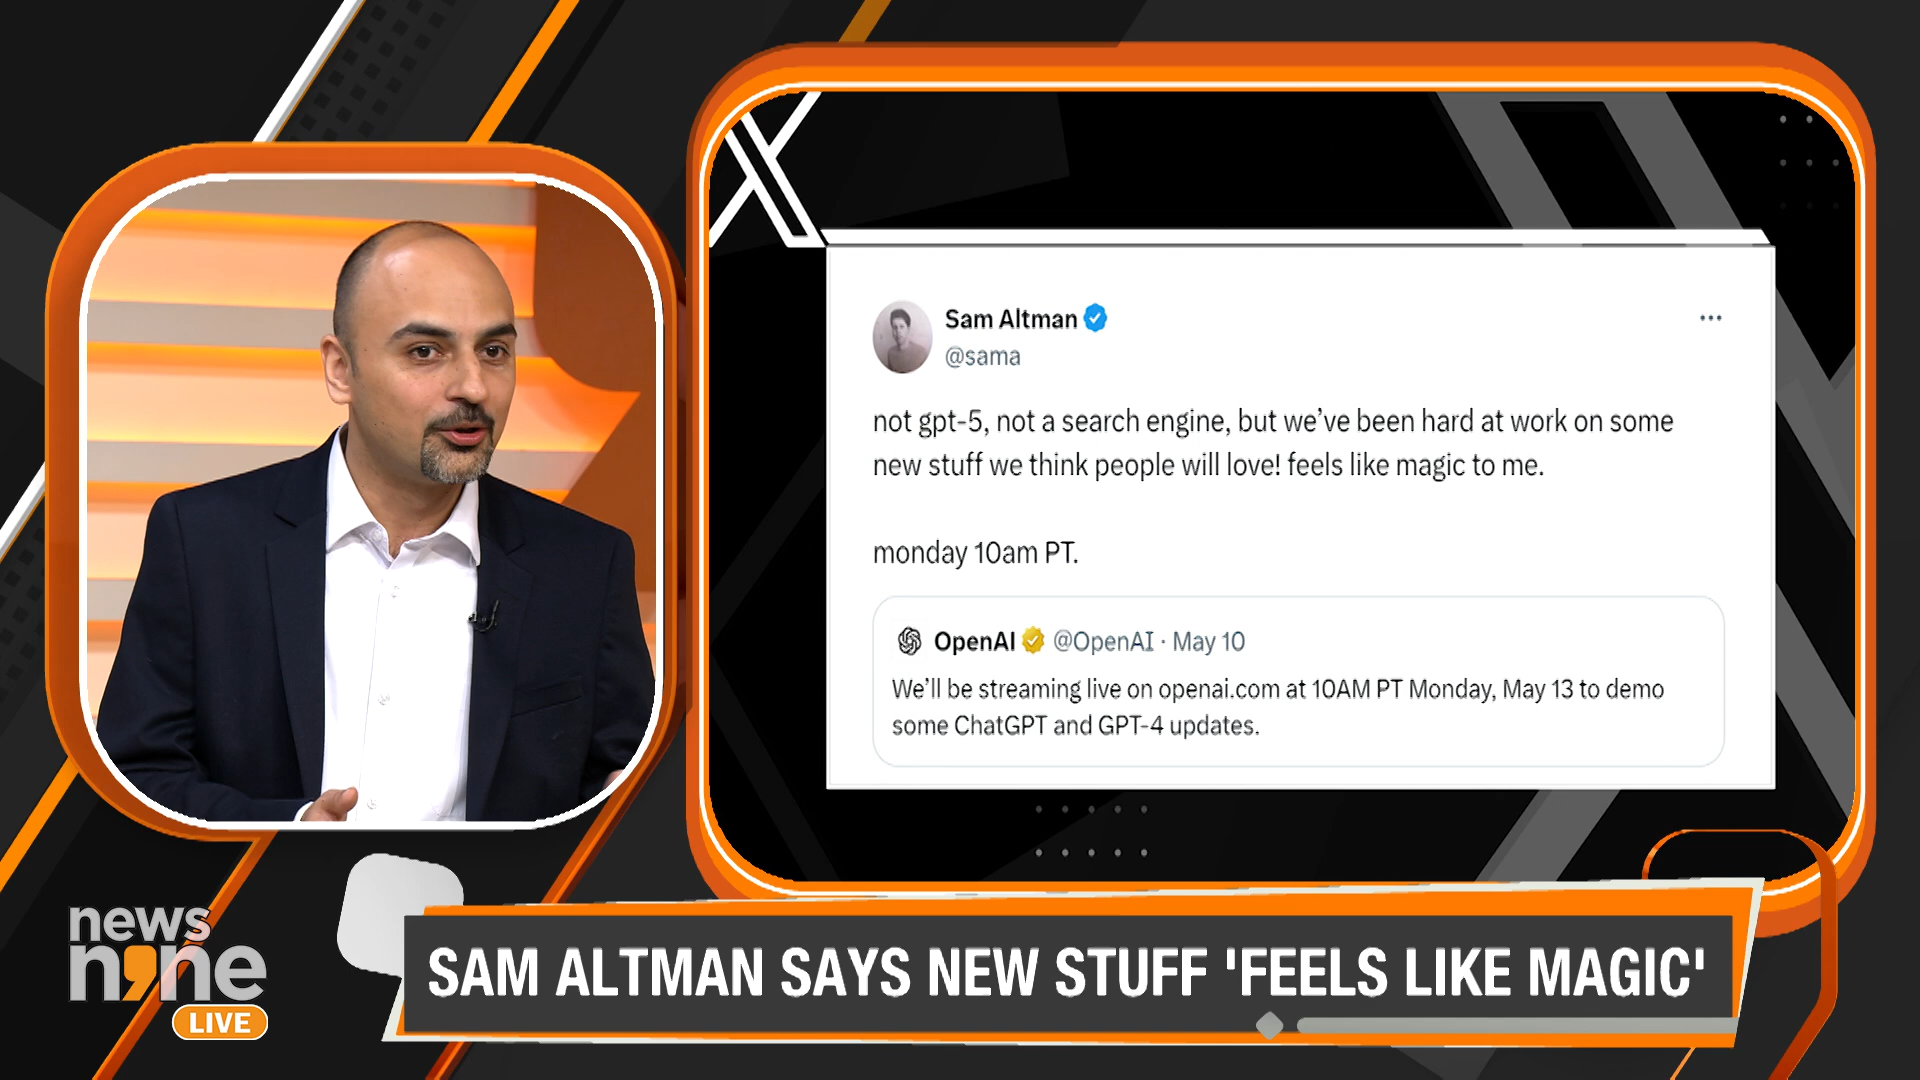 Sam Altman
@sama
not gpt-5, not a search engine, but we've been hard at work on some
new stuff we think people will love! feels like magic to me.
monday 10am PT.
OpenAI @OpenAI · May 10
We'll be streaming live on openai.com at 10AM PT Monday, May 13 to demo
some ChatGPT and GPT-4 updates.
news
n9ne
LIVE
SAM ALTMAN SAYS NEW STUFF 'FEELS LIKE MAGIC'